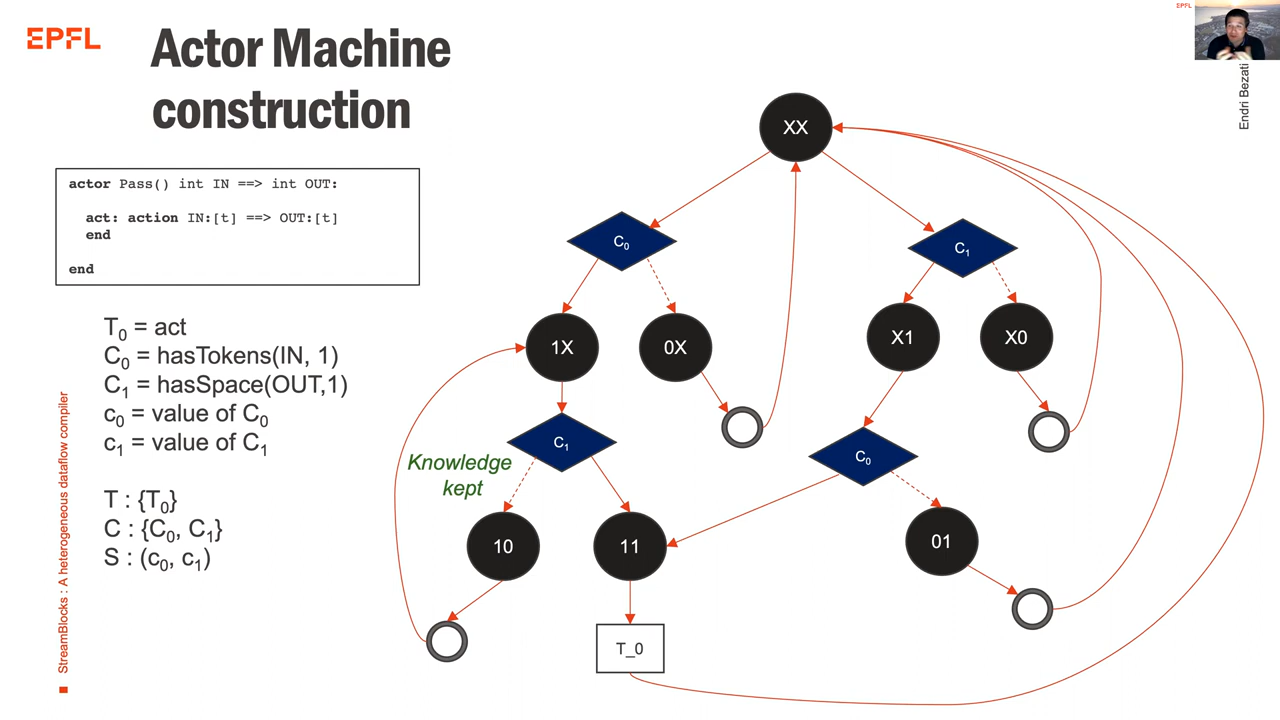 EPFL
Actor Machine
construction
EPFL
Endri Bezati
actor Pass() int IN ==> int OUT:
act: action IN:[t] ==> OUT:[t]
end
end
T₀ = act
C₀ = hasTokens(IN, 1)
C₁ = hasSpace(OUT,1)
c₀ = value of C₀
c₁ = value of C₁
T : {T₀}
C : {C₀, C₁}
S : (c₀, c₁)
StreamBlocks : A heterogeneous dataflow compiler
XX
C₀
C₁
1X
0X
X1
X0
C₁
C₀
Knowledge
kept
10
11
01
T_0